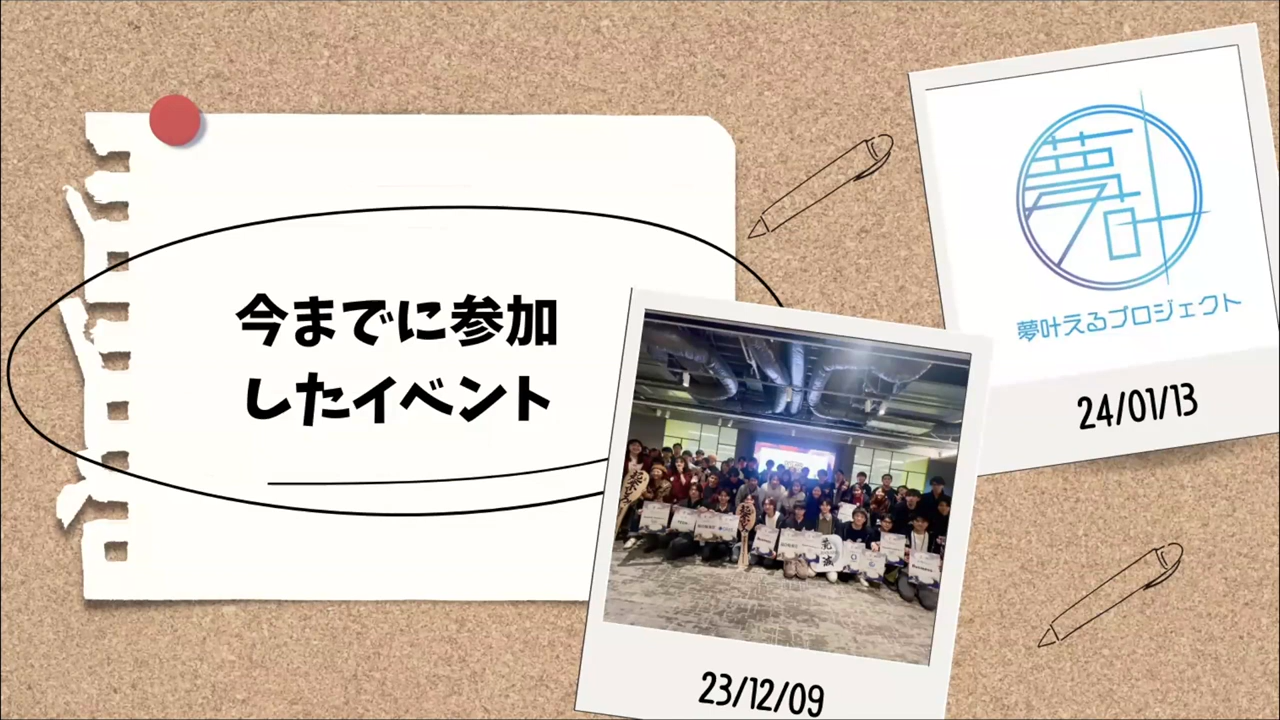 今までに参加
したイベント
夢叶
夢叶えるプロジェクト
24/01/13
23/12/09